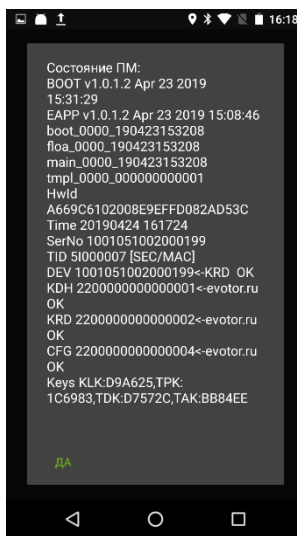 16:18
Состояние ПМ:
BOOT v1.0.1.2 Apr 23 2019
15:31:29
EAPP v1.0.1.2 Apr 23 2019 15:08:46
boot_0000_190423153208
floa_0000_190423153208
main_0000_190423153208
tmpl_0000_000000000001
HwId
A669C6102008E9EFFD082AD53C
Time 20190424 161724
SerNo 1001051002000199
TID 5I000007 [SEC/MAC]
DEV 1001051002000199<-KRD OK
KDH 2200000000000001<-evotor.ru
OK
KRD 2200000000000002<-evotor.ru
OK
CFG 2200000000000004<-evotor.ru
OK
Keys KLK:D9A625,TPK:
1C6983,TDK:D7572C,TAK:BB84EE
ДА